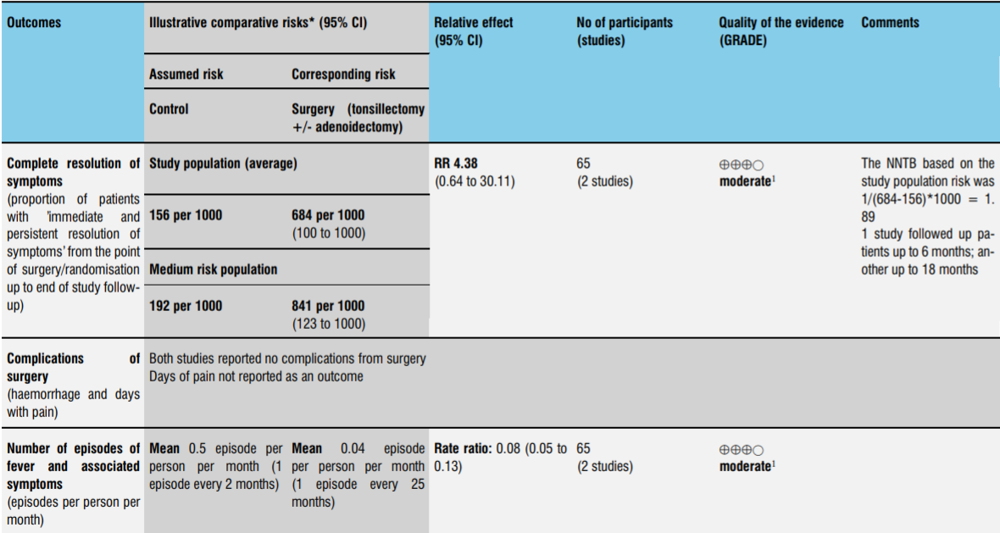 Outcomes
Illustrative comparative risks* (95% CI)
Relative effect
(95% CI)
No of participants
(studies)
Quality of the evidence
(GRADE)
Comments
Assumed risk
Corresponding risk
Control
Surgery (tonsillectomy
+/- adenoidectomy)
Complete resolution of
symptoms
(proportion of patients
with 'immediate and
persistent resolution of
symptoms' from the point
of surgery/randomisation
up to end of study follow-
up)
Study population (average)
156 per 1000
684 per 1000
(100 to 1000)
Medium risk population
192 per 1000
841 per 1000
(123 to 1000)
RR 4.38
(0.64 to 30.11)
65
(2 studies)
⊕⊕⊕○
moderate¹
The NNTB based on the
study population risk was
1/(684-156)*1000 = 1.
89
1 study followed up pa-
tients up to 6 months; an-
other up to 18 months
Complications of
surgery
(haemorrhage and days
with pain)
Both studies reported no complications from surgery
Days of pain not reported as an outcome
Number of episodes of
fever and associated
symptoms
(episodes per person per
month)
Mean 0.5 episode per
person per month (1
episode every 2 months)
Mean 0.04 episode
per person per month
(1 episode every 25
months)
Rate ratio: 0.08 (0.05 to
0.13)
65
(2 studies)
⊕⊕⊕○
moderate¹